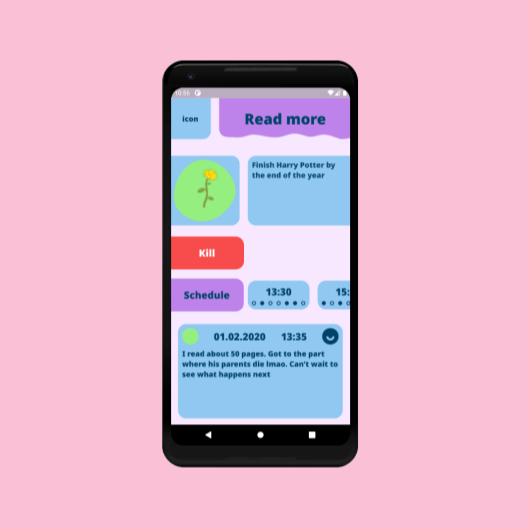 10:56
icon
Read more
Finish Harry Potter by
the end of the year
Kill
Schedule
13:30
15:
01.02.2020 13:35
I read about 50 pages. Got to the part
where his parents die lmao. Can't wait to
see what happens next